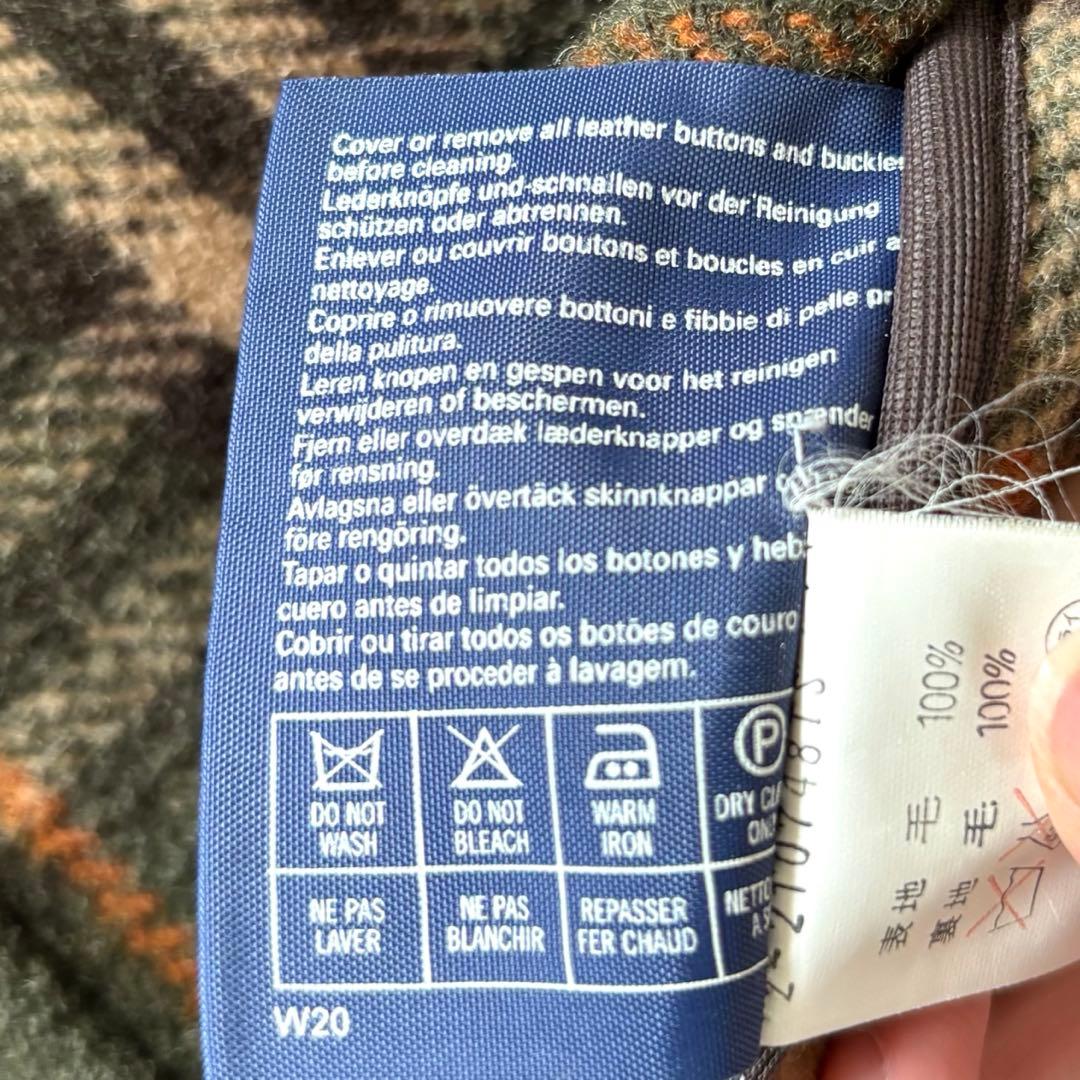 Cover or remove all leather buttons and buckles
before cleaning.
Lederknöpfe und-schnallen vor der Reinigung
schützen oder abtrennen.
Enlever ou couvrir boutons et boucles en cuir a
nettoyage.
Coprire o rimuovere bottoni e fibbie di pelle pr
della pulitura.
Leren knopen en gespen voor het reinigen
verwijderen of beschermen.
Fjern eller overdæk læderknapper og spænder
før rensning.
Avlagsna eller övertäck skinnknappar
före rengöring.
Tapar o quintar todos los botones y heb
cuero antes de limpiar.
Cobrir ou tirar todos os botões de couro
antes de se proceder à lavagem.
P
DO NOT
WASH
DO NOT
BLEACH
WARM
IRON
DRY CL
ON
NE PAS
LAVER
NE PAS
BLANCHIR
REPASSER
FER CHAUD
NETTO
A S
W20
表地 毛 100%
裏地 毛 100%